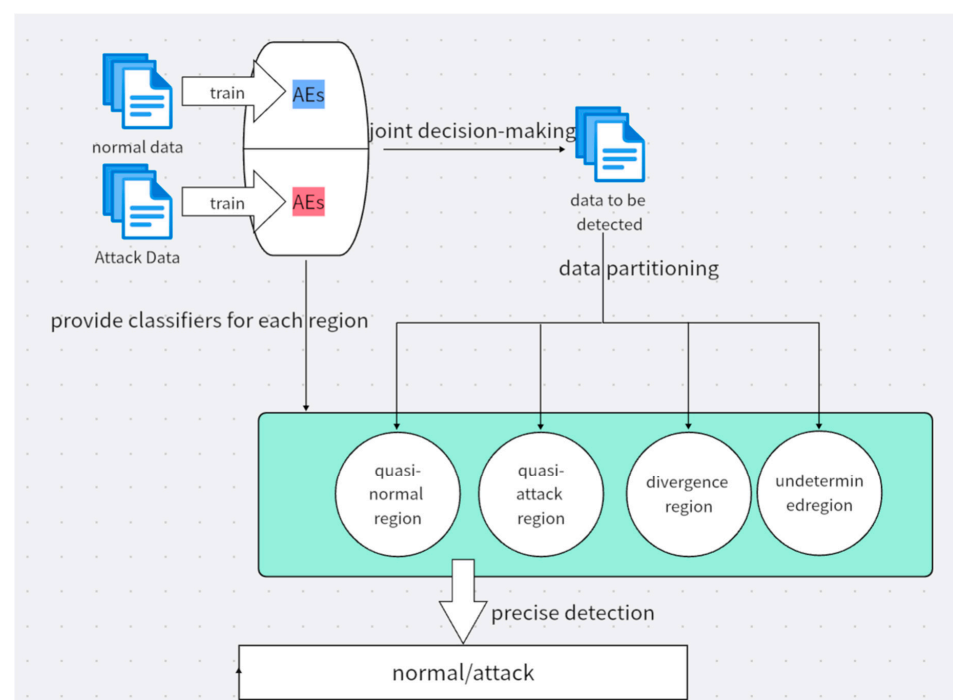 train
AEs
normal data
joint decision-making
train
AEs
Attack Data
data to be
detected
data partitioning
provide classifiers for each region
quasi-
normal
region
quasi-
attack
region
divergence
region
undetermin
edregion
precise detection
normal/attack